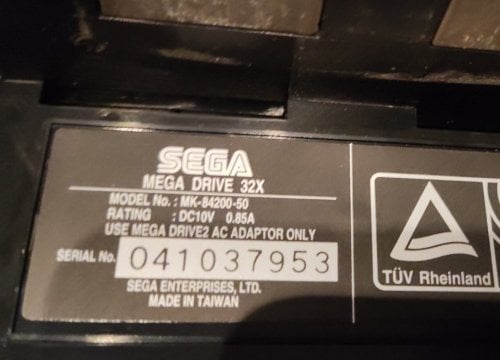 SEGA
MEGA DRIVE 32X
MODEL No. : MK-84200-50
RATING : DC10V 0.85A
USE MEGA DRIVE2 AC ADAPTOR ONLY
SERIAL No. 041037953
SEGA ENTERPRISES, LTD.
MADE IN TAIWAN
TÜV Rheinland